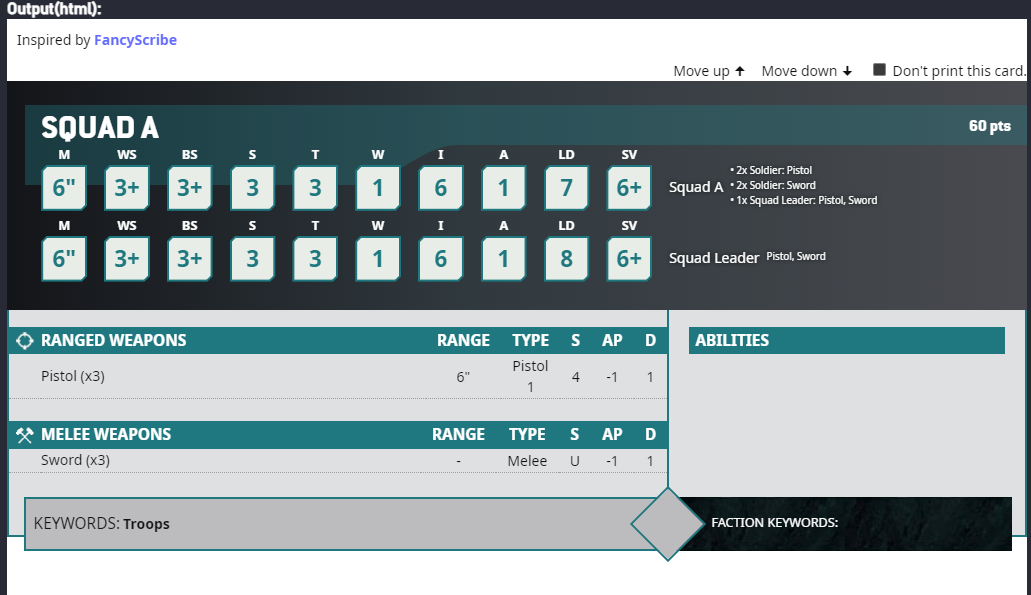 Output(html):
Inspired by FancyScribe
Move up ↑ Move down ↓ Don't print this card.
SQUAD A 60 pts
M WS BS S T W I A LD SV
6" 3+ 3+ 3 3 1 6 1 7 6+
Squad A
• 2x Soldier: Pistol
• 2x Soldier: Sword
• 1x Squad Leader: Pistol, Sword
M WS BS S T W I A LD SV
6" 3+ 3+ 3 3 1 6 1 8 6+
Squad Leader Pistol, Sword
RANGED WEAPONS RANGE TYPE S AP D
Pistol (x3) 6" Pistol 1 4 -1 1
MELEE WEAPONS RANGE TYPE S AP D
Sword (x3) - Melee U -1 1
ABILITIES
KEYWORDS: Troops
FACTION KEYWORDS: